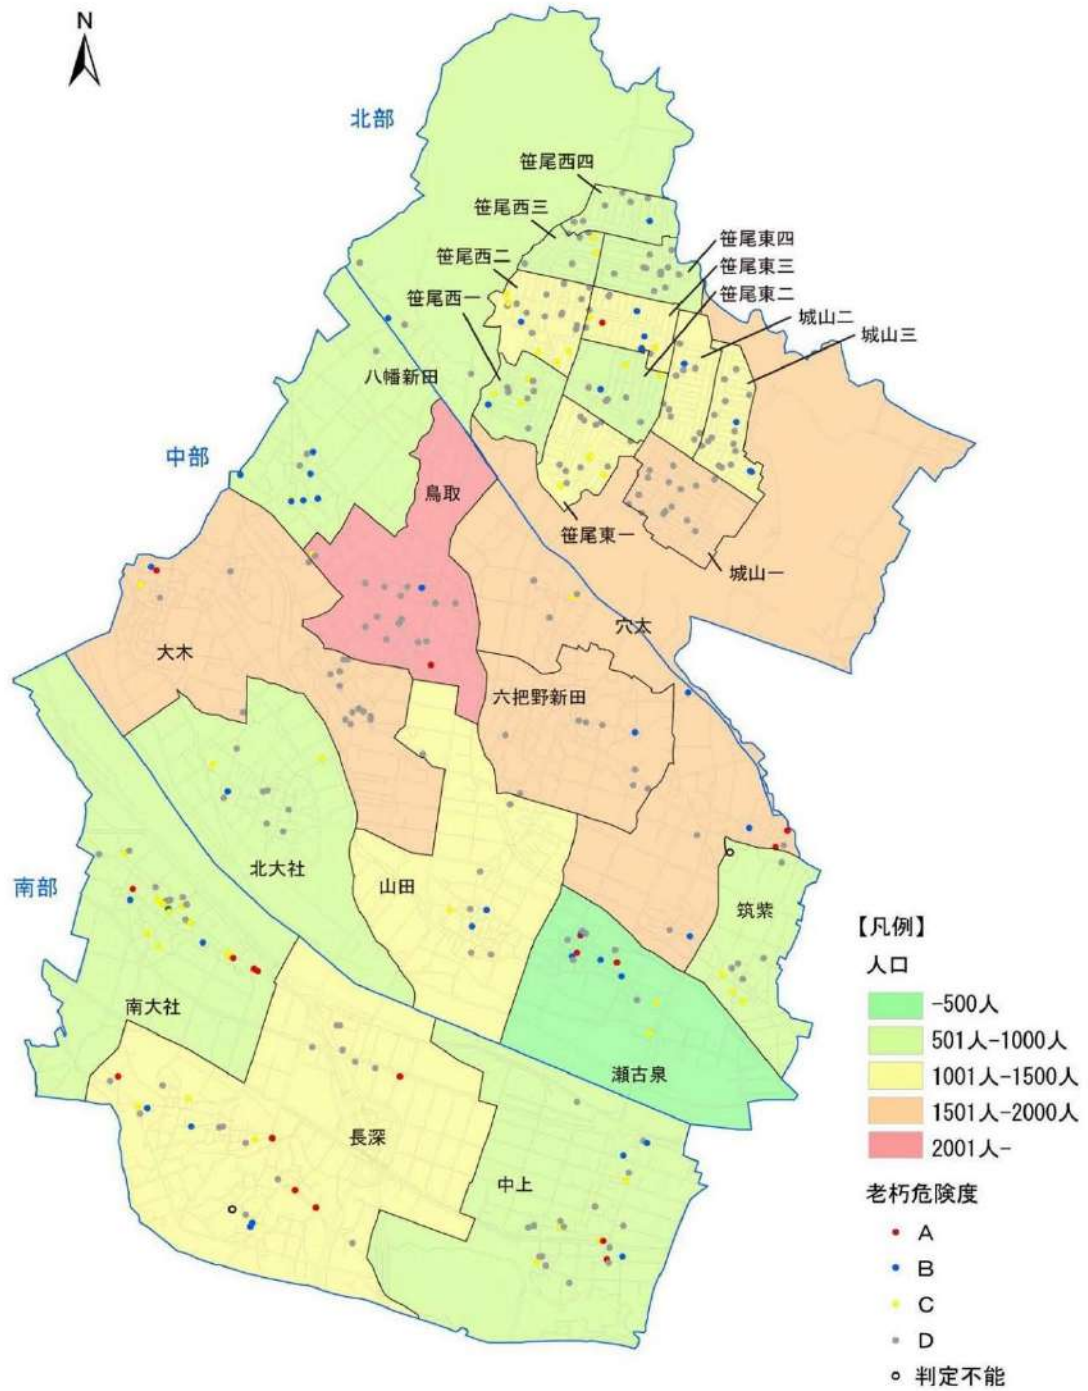 N
北部
笹尾西四
笹尾西三
笹尾東四
笹尾西二
笹尾東三
笹尾東二
笹尾西一
城山二
城山三
八幡新田
中部
鳥取
笹尾東一
城山一
穴太
大木
六把野新田
北大社
山田
南部
筑紫
南大社
瀬古泉
長深
中上
【凡例】
人口
-500人
501人-1000人
1001人-1500人
1501人-2000人
2001人-
老朽危険度
A
B
C
D
判定不能